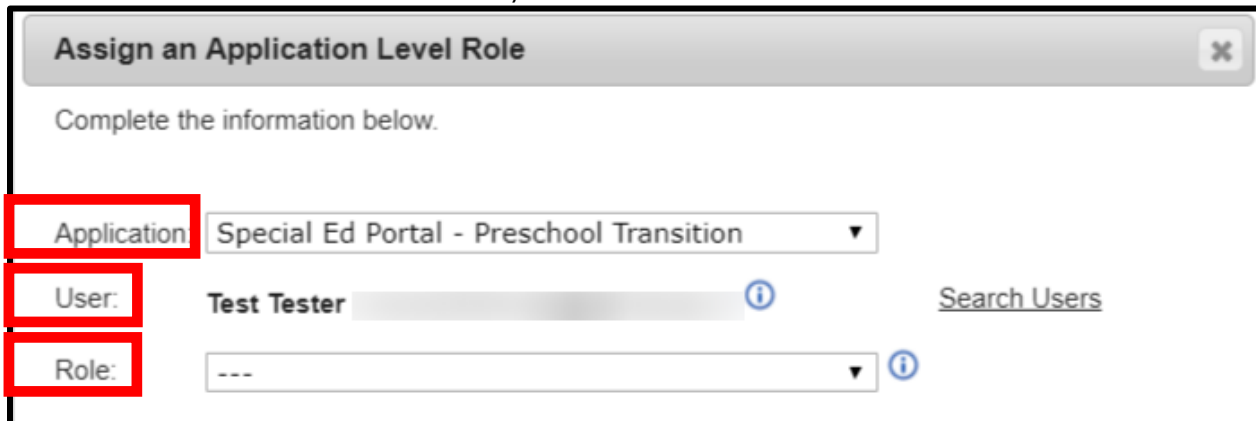 Assign an Application Level Role
Complete the information below.
Application: Special Ed Portal - Preschool Transition
User: Test Tester Search Users
Role: ---